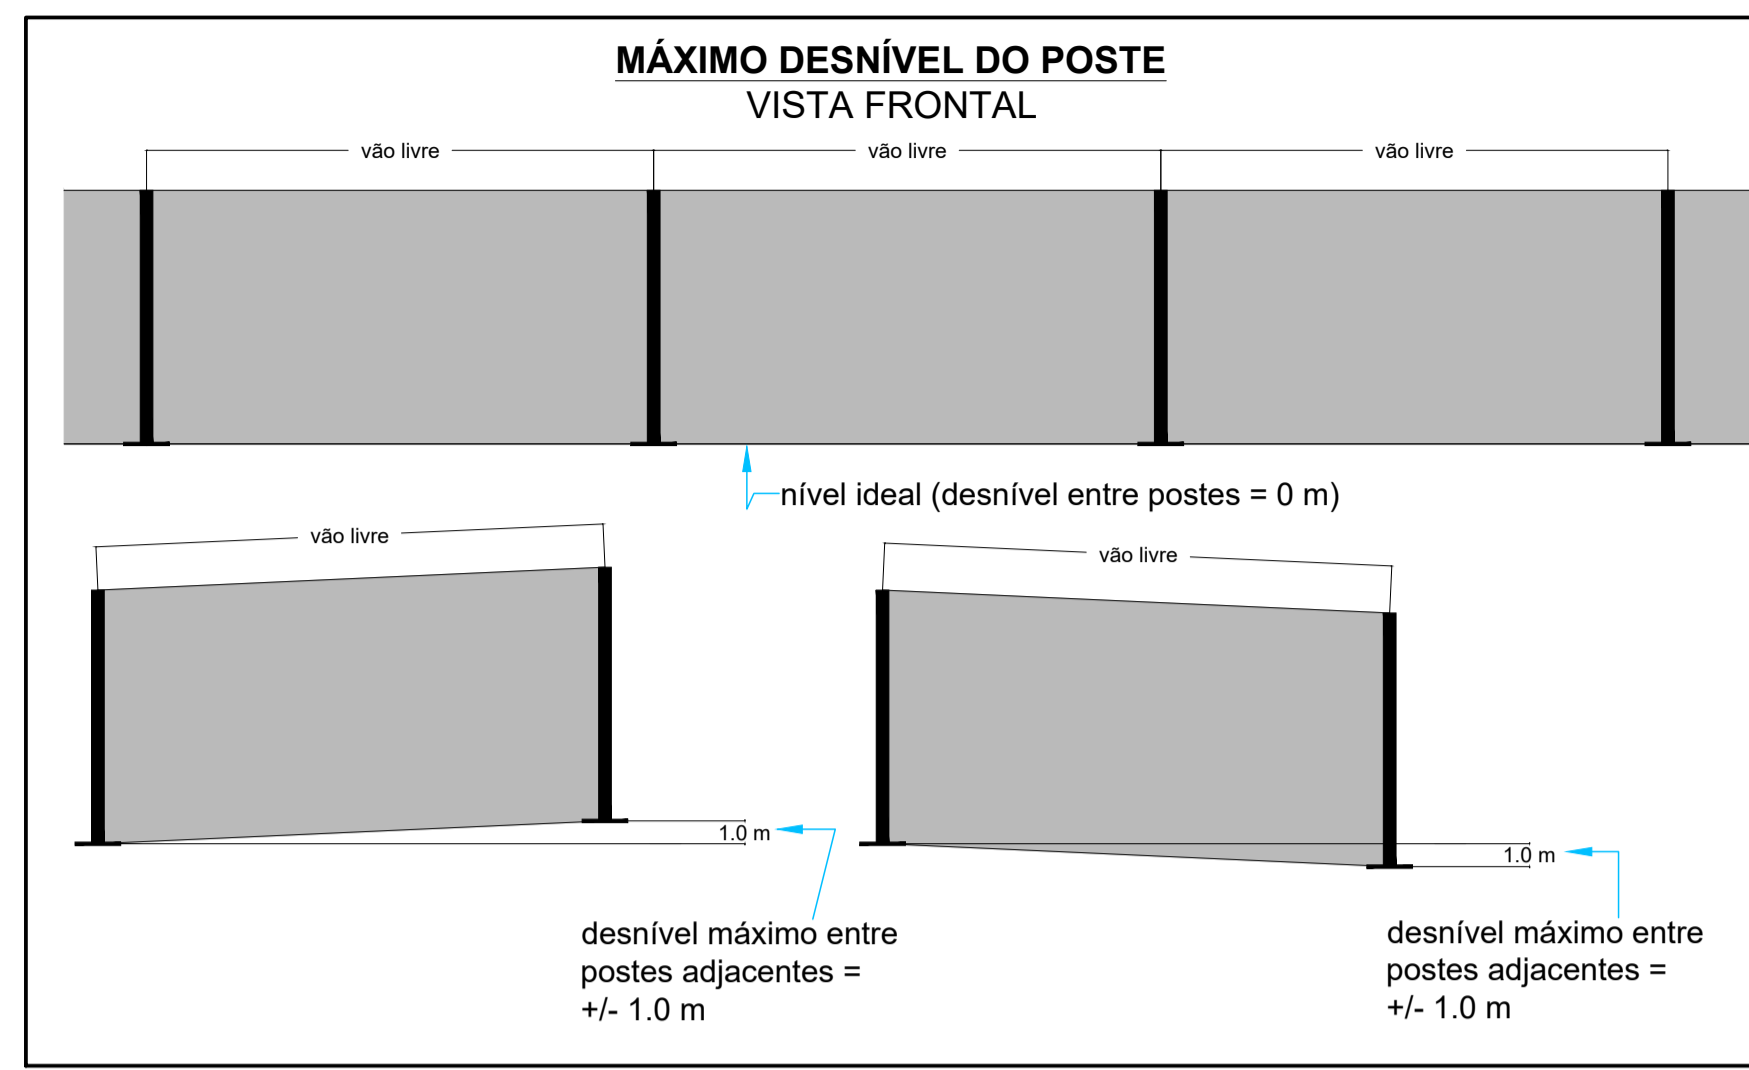 MÁXIMO DESNÍVEL DO POSTE
VISTA FRONTAL
vão livre
vão livre
vão livre
nível ideal (desnível entre postes = 0 m)
vão livre
vão livre
1.0 m
1.0 m
desnível máximo entre
postes adjacentes =
+/- 1.0 m
desnível máximo entre
postes adjacentes =
+/- 1.0 m